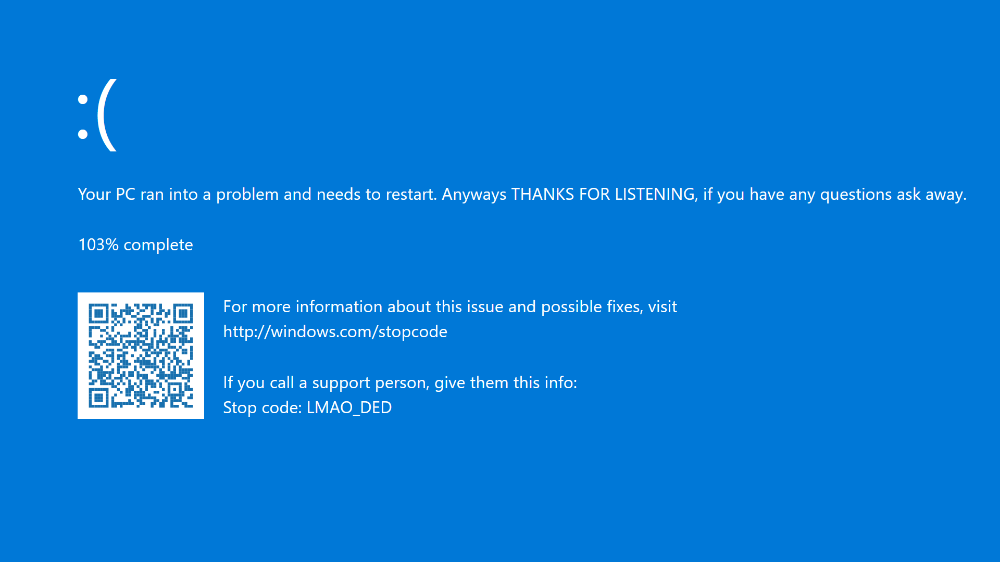 :(
Your PC ran into a problem and needs to restart. Anyways THANKS FOR LISTENING, if you have any questions ask away.
103% complete
For more information about this issue and possible fixes, visit
http://windows.com/stopcode
If you call a support person, give them this info:
Stop code: LMAO_DED